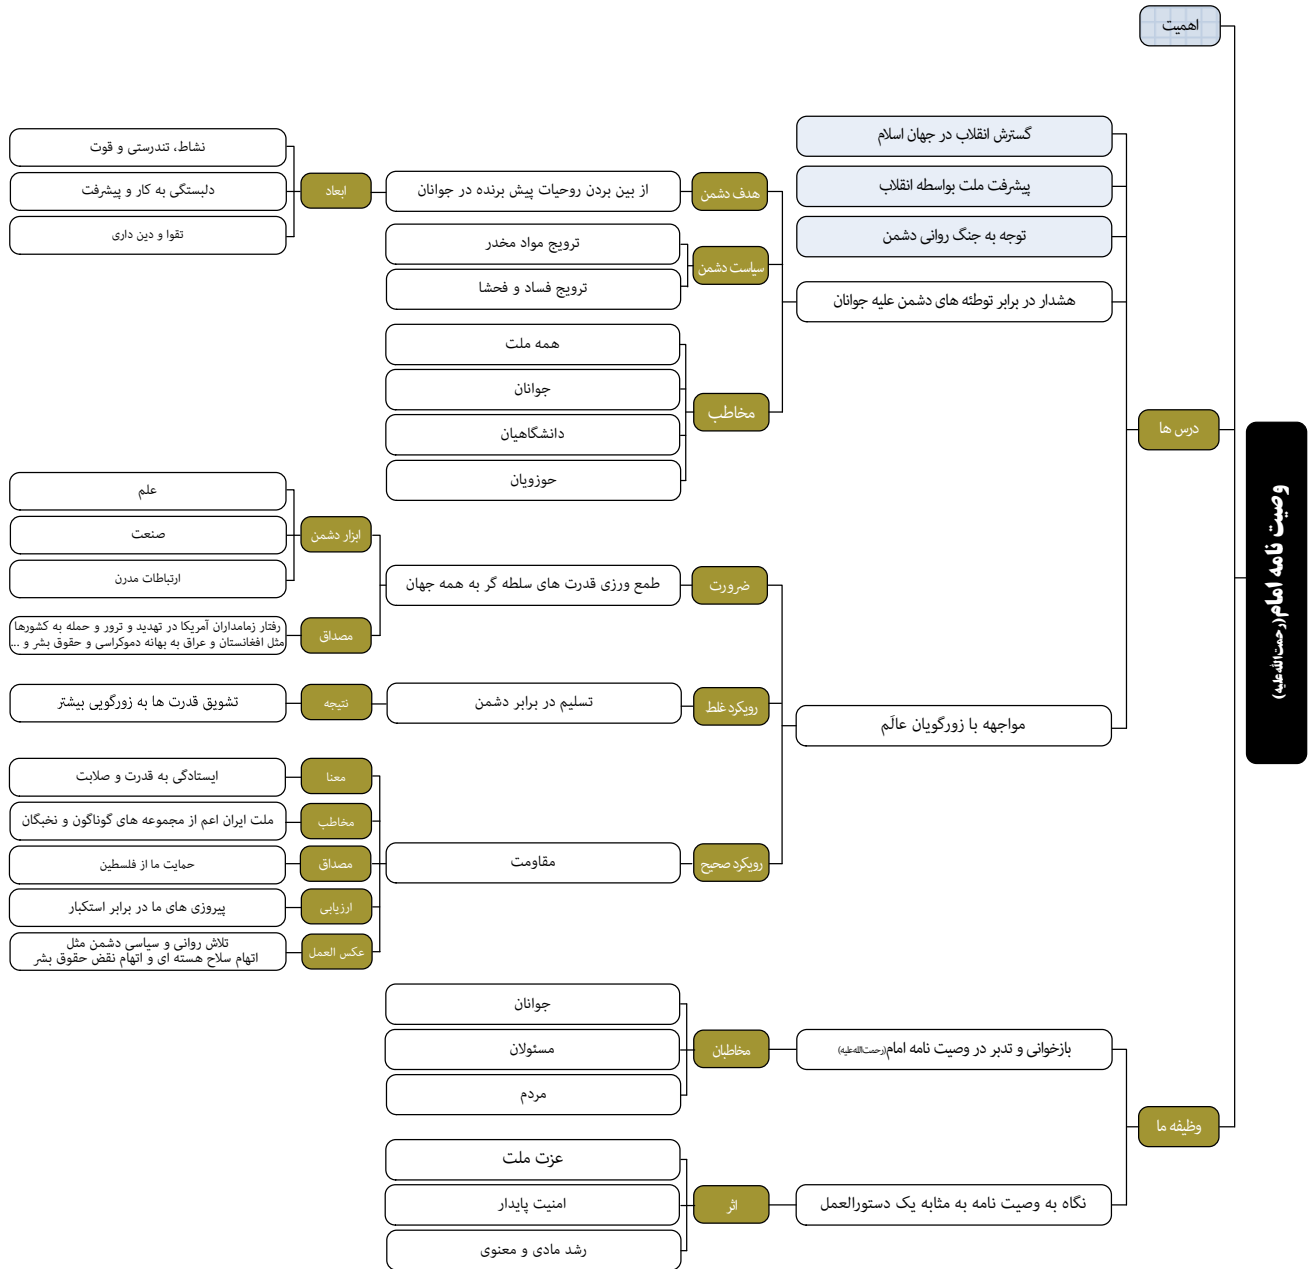 وصیت نامه امام(رحمت‌الله‌علیه)
اهمیت
درس ها
گسترش انقلاب در جهان اسلام
پیشرفت ملت بواسطه انقلاب
توجه به جنگ روانی دشمن
هشدار در برابر توطئه های دشمن علیه جوانان
هدف دشمن
از بین بردن روحیات پیش برنده در جوانان
ابعاد
نشاط، تندرستی و قوت
دلبستگی به کار و پیشرفت
تقوا و دین داری
سیاست دشمن
ترویج مواد مخدر
ترویج فساد و فحشا
مخاطب
همه ملت
جوانان
دانشگاهیان
حوزویان
مواجهه با زورگویان عالَم
ضرورت
طمع ورزی قدرت های سلطه گر به همه جهان
ابزار دشمن
علم
صنعت
ارتباطات مدرن
مصداق
رفتار زمامداران آمریکا در تهدید و ترور و حمله به کشورها
مثل افغانستان و عراق به بهانه دموکراسی و حقوق بشر و ...
رویکرد غلط
تسلیم در برابر دشمن
نتیجه
تشویق قدرت ها به زورگویی بیشتر
رویکرد صحیح
مقاومت
معنا
ایستادگی به قدرت و صلابت
مخاطب
ملت ایران اعم از مجموعه های گوناگون و نخبگان
مصداق
حمایت ما از فلسطین
ارزیابی
پیروزی های ما در برابر استکبار
عکس العمل
تلاش روانی و سیاسی دشمن مثل
اتهام سلاح هسته ای و اتهام نقض حقوق بشر
وظیفه ما
بازخوانی و تدبر در وصیت نامه امام(رحمت‌الله‌علیه)
مخاطبان
جوانان
مسئولان
مردم
نگاه به وصیت نامه به مثابه یک دستورالعمل
اثر
عزت ملت
امنیت پایدار
رشد مادی و معنوی